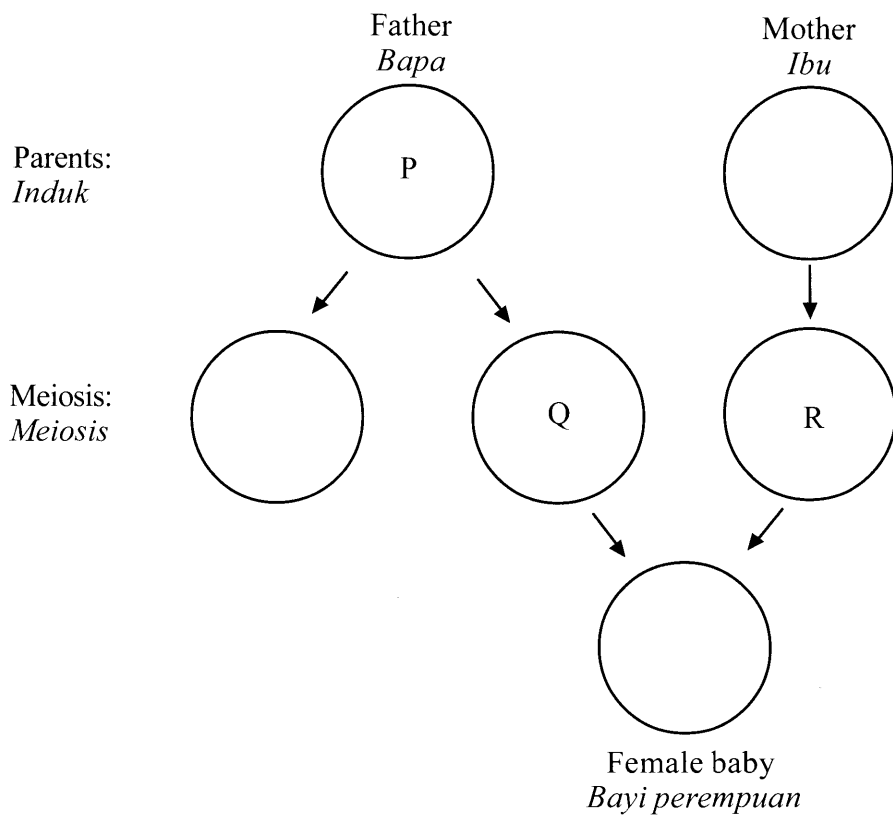 Father
Bapa
Mother
Ibu
Parents:
Induk
P
Meiosis:
Meiosis
Q
R
Female baby
Bayi perempuan